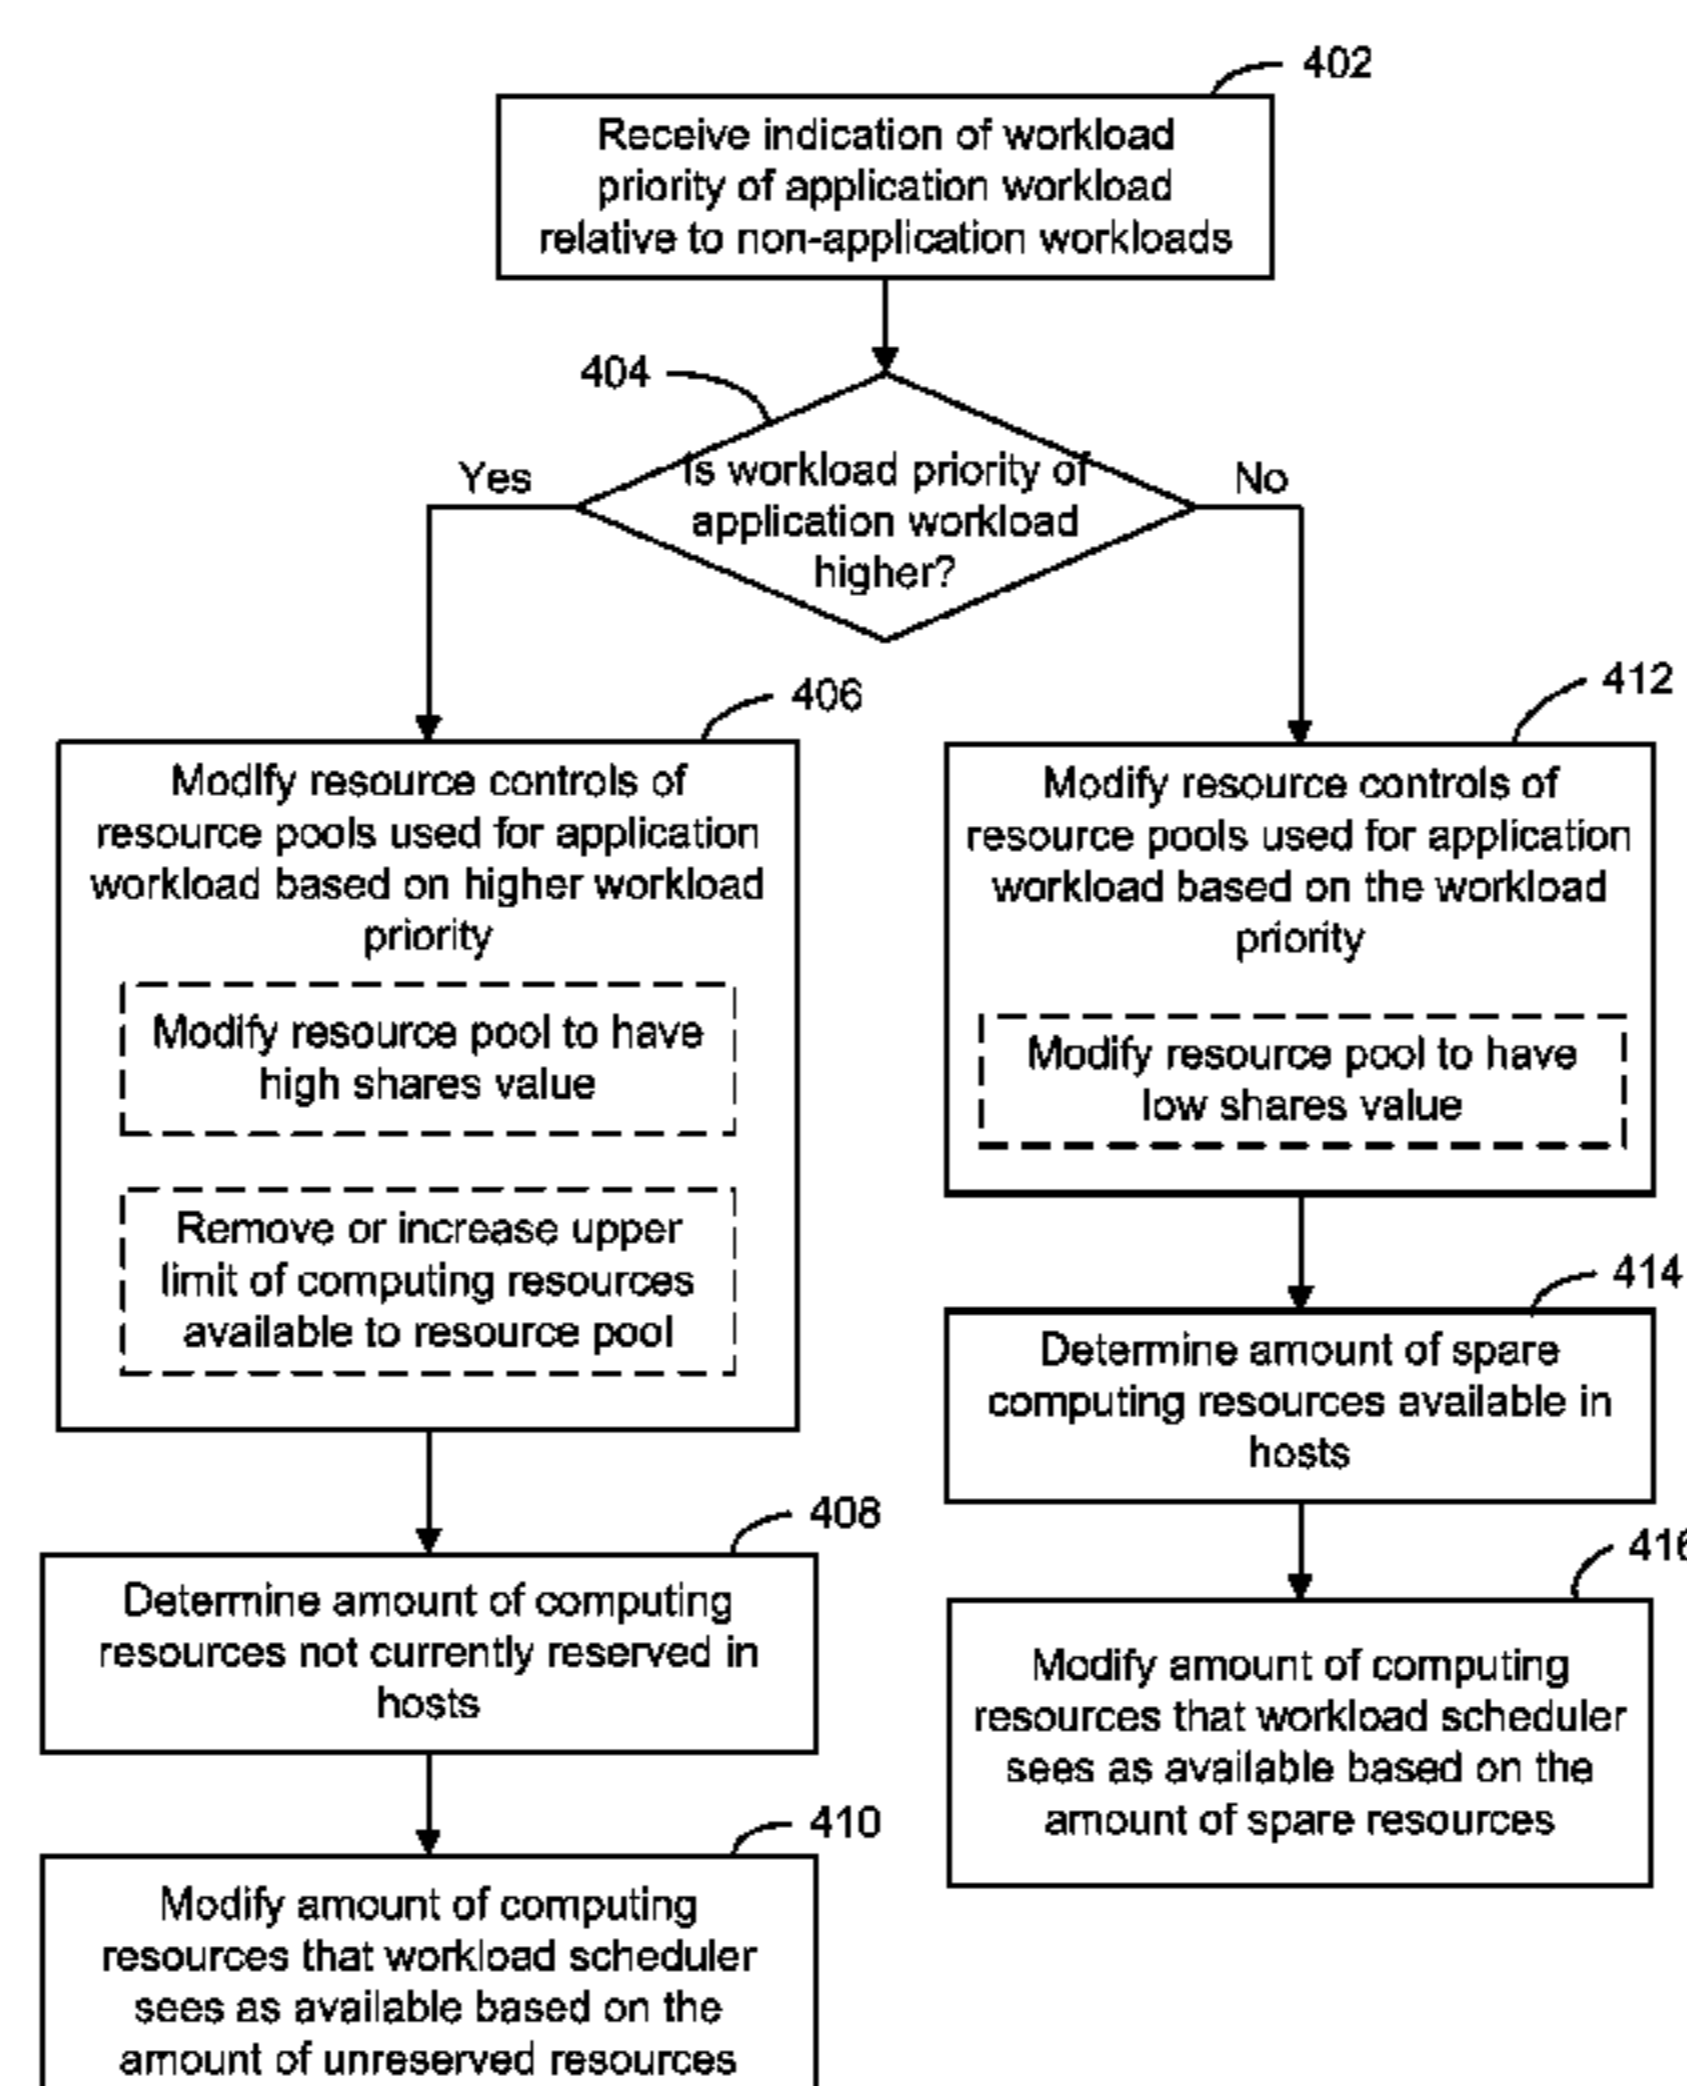 402
Receive indication of workload
priority of application workload
relative to non-application workloads
404
Yes
Is workload priority of
application workload
higher?
No
406
Modify resource controls of
resource pools used for application
workload based on higher workload
priority
Modify resource pool to have
high shares value
Remove or increase upper
limit of computing resources
available to resource pool
408
Determine amount of computing
resources not currently reserved in
hosts
410
Modify amount of computing
resources that workload scheduler
sees as available based on the
amount of unreserved resources
412
Modify resource controls of
resource pools used for application
workload based on the workload
priority
Modify resource pool to have
low shares value
414
Determine amount of spare
computing resources available in
hosts
416
Modify amount of computing
resources that workload scheduler
sees as available based on the
amount of spare resources